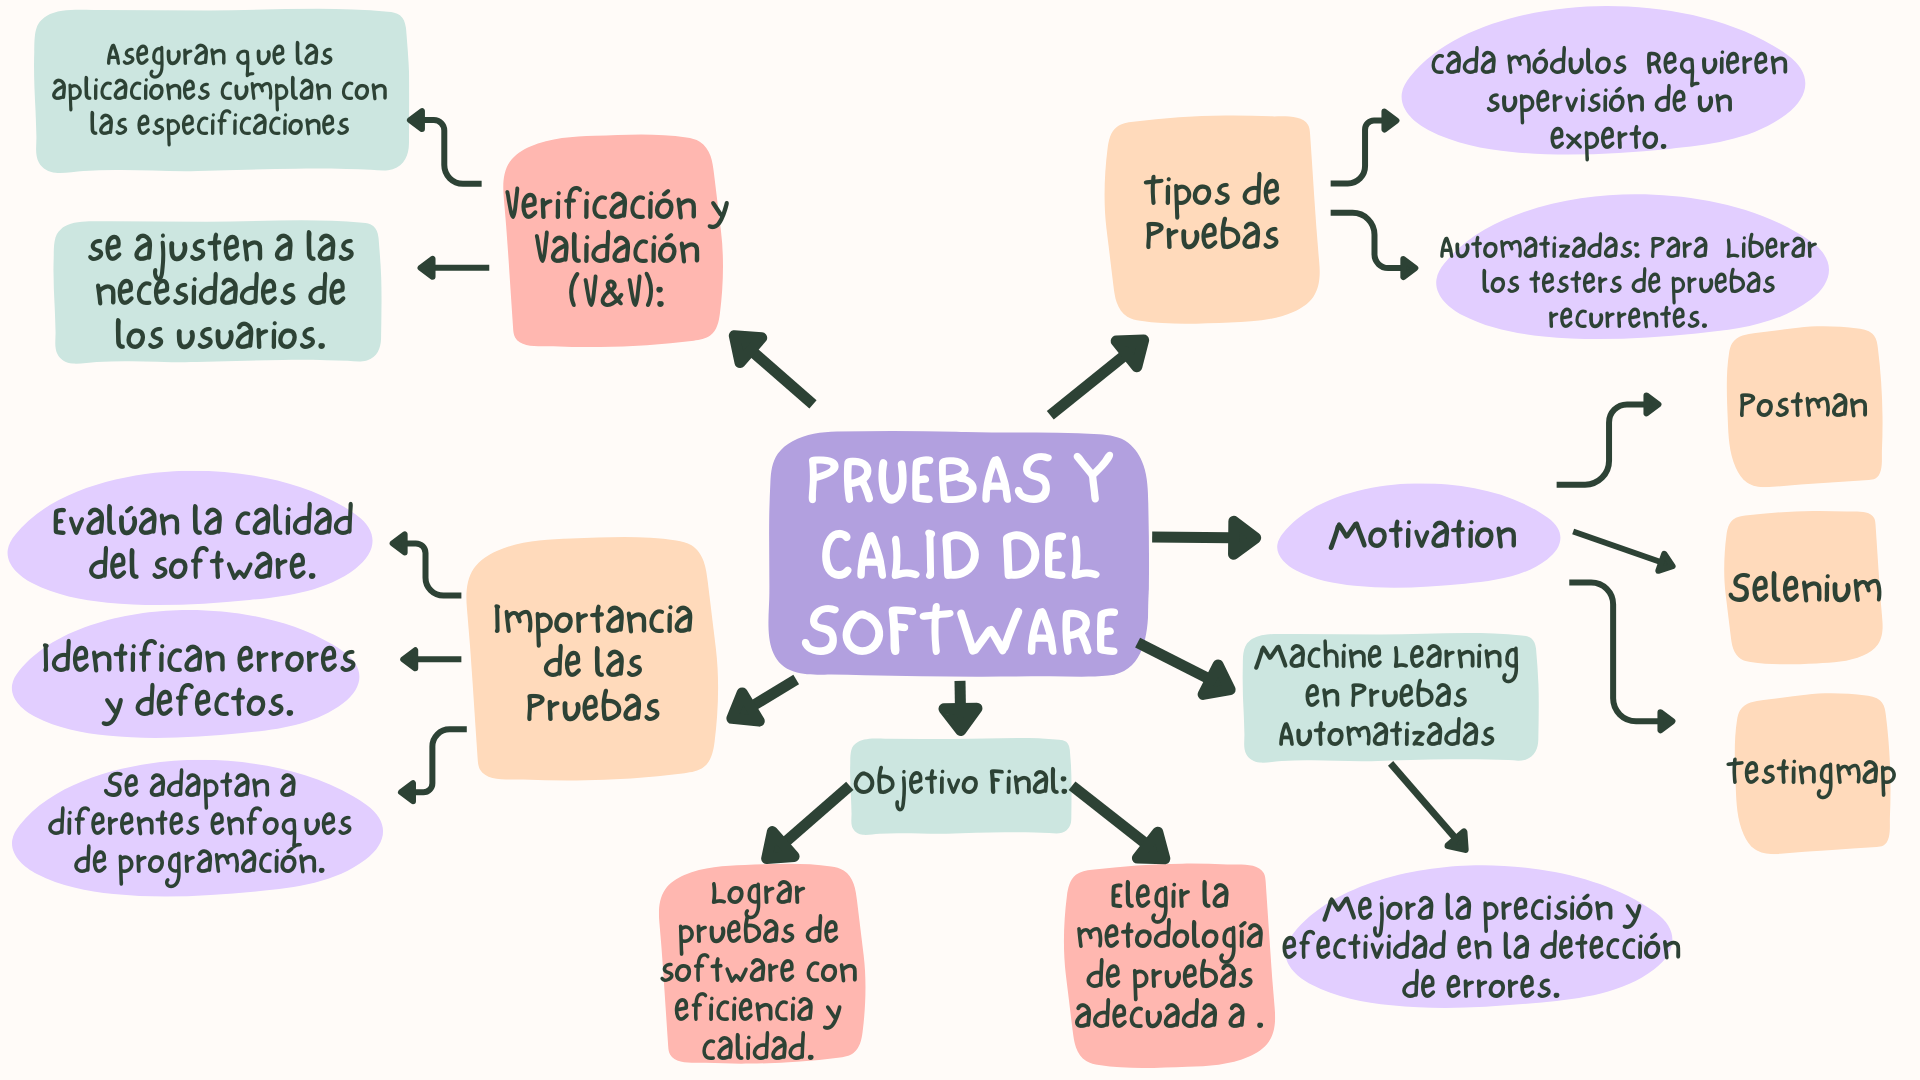 Aseguran que las
aplicaciones cumplan con
las especificaciones
se ajusten a las
necesidades de
los usuarios.
Verificación y
Validación
(V&V):
Tipos de
Pruebas
cada módulos Requieren
supervisión de un
experto.
Automatizadas: Para Liberar
los testers de pruebas
recurrentes.
PRUEBAS Y
CALID DEL
SOFTWARE
Motivation
Postman
Selenium
Testingmap
Importancia
de las
Pruebas
Evalúan la calidad
del software.
Identifican errores
y defectos.
Se adaptan a
diferentes enfoques
de programación.
Objetivo Final:
Lograr
pruebas de
software con
eficiencia y
calidad.
Elegir la
metodología
de pruebas
adecuada a .
Machine Learning
en Pruebas
Automatizadas
Mejora la precisión y
efectividad en la detección
de errores.